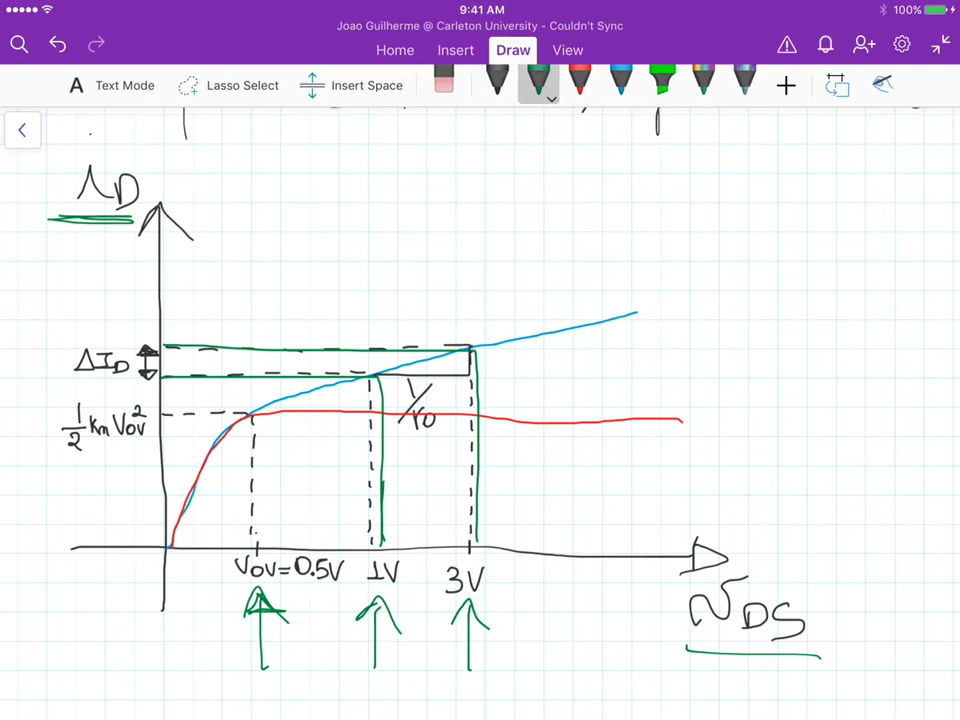 9:41 AM
100%
Joao Guilherme @ Carleton University - Couldn't Sync
Home Insert Draw View
A Text Mode Lasso Select Insert Space
iD
ΔID
1/2 kn Vov²
1/ro
Vov=0.5V 1V 3V
vDS